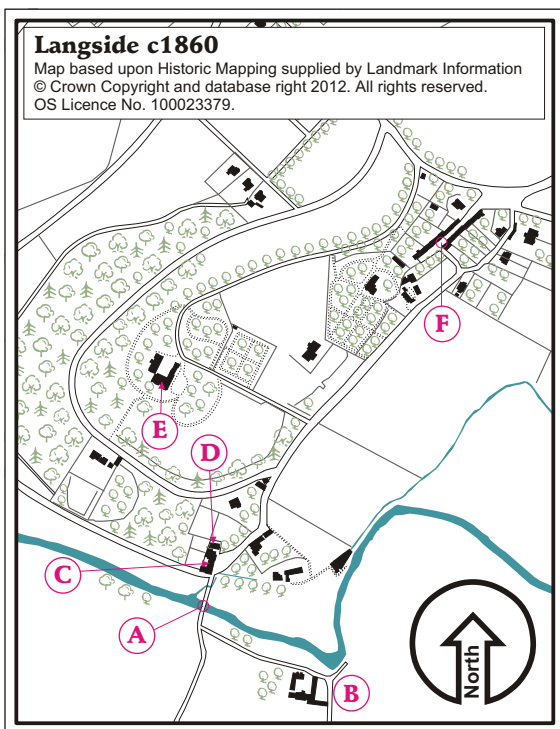 Langside c1860
Map based upon Historic Mapping supplied by Landmark Information
© Crown Copyright and database right 2012. All rights reserved.
OS Licence No. 100023379.
F
E
D
C
A
B
North